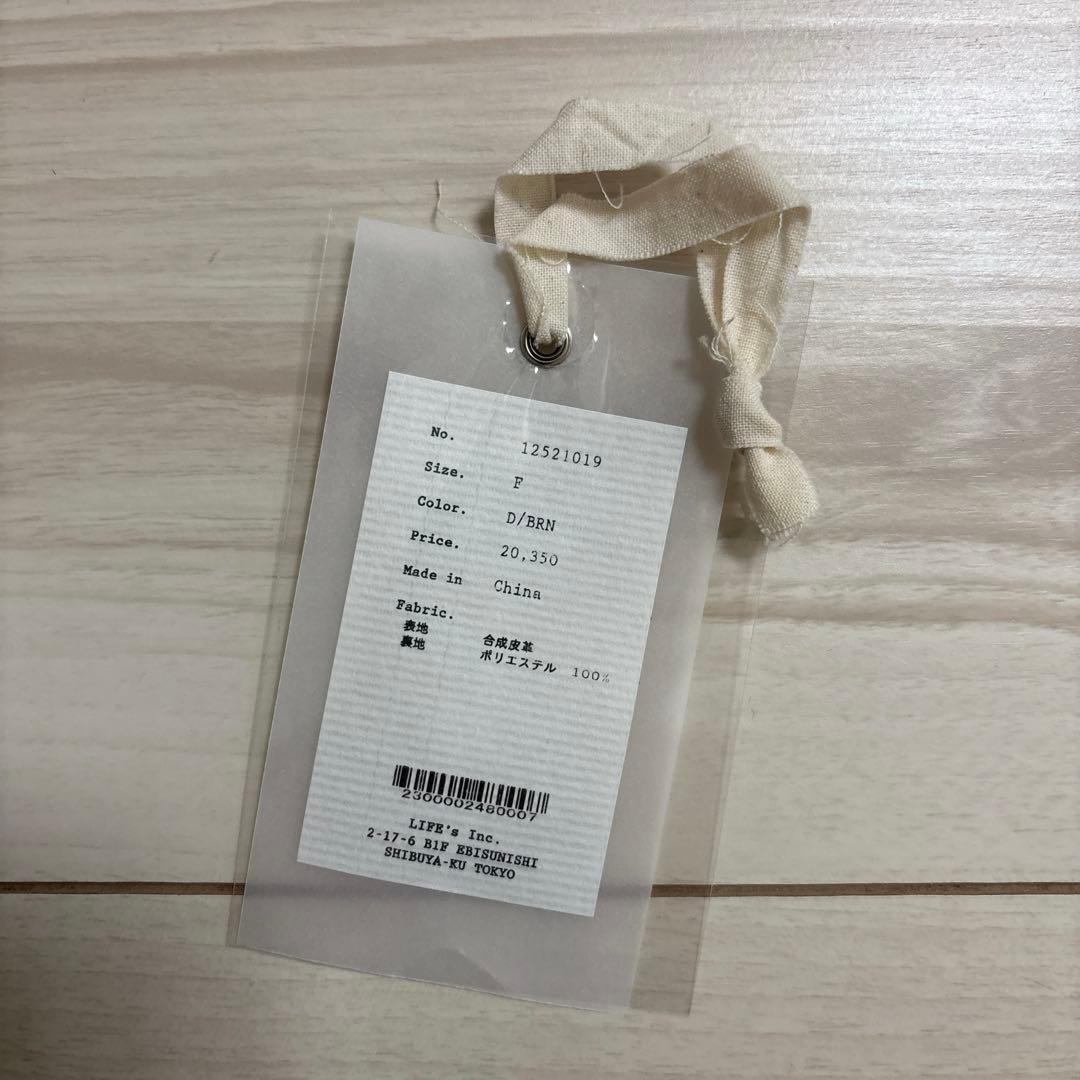 No. 12521019
Size. F
Color. D/BRN
Price. 20,350
Made in China
Fabric.
表地 合成皮革
裏地 ポリエステル 100%
2300002480007
LIFE's Inc.
2-17-6 B1F EBISUNISHI
SHIBUYA-KU TOKYO